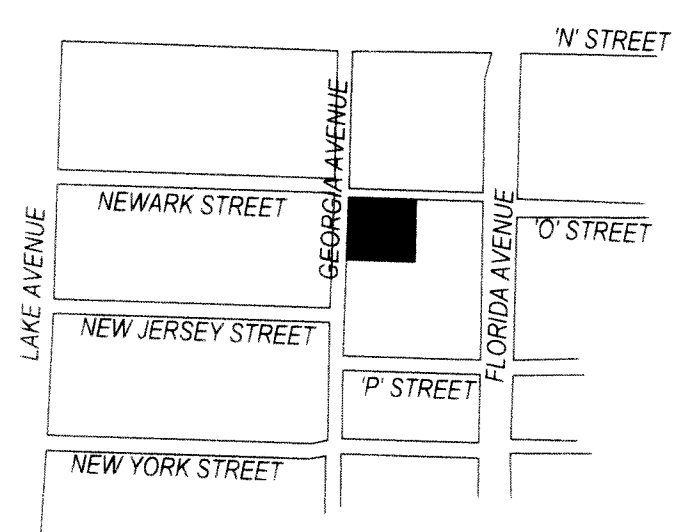 'N' STREET
GEORGIA AVENUE
NEWARK STREET
LAKE AVENUE
FLORIDA AVENUE
'O' STREET
NEW JERSEY STREET
'P' STREET
NEW YORK STREET